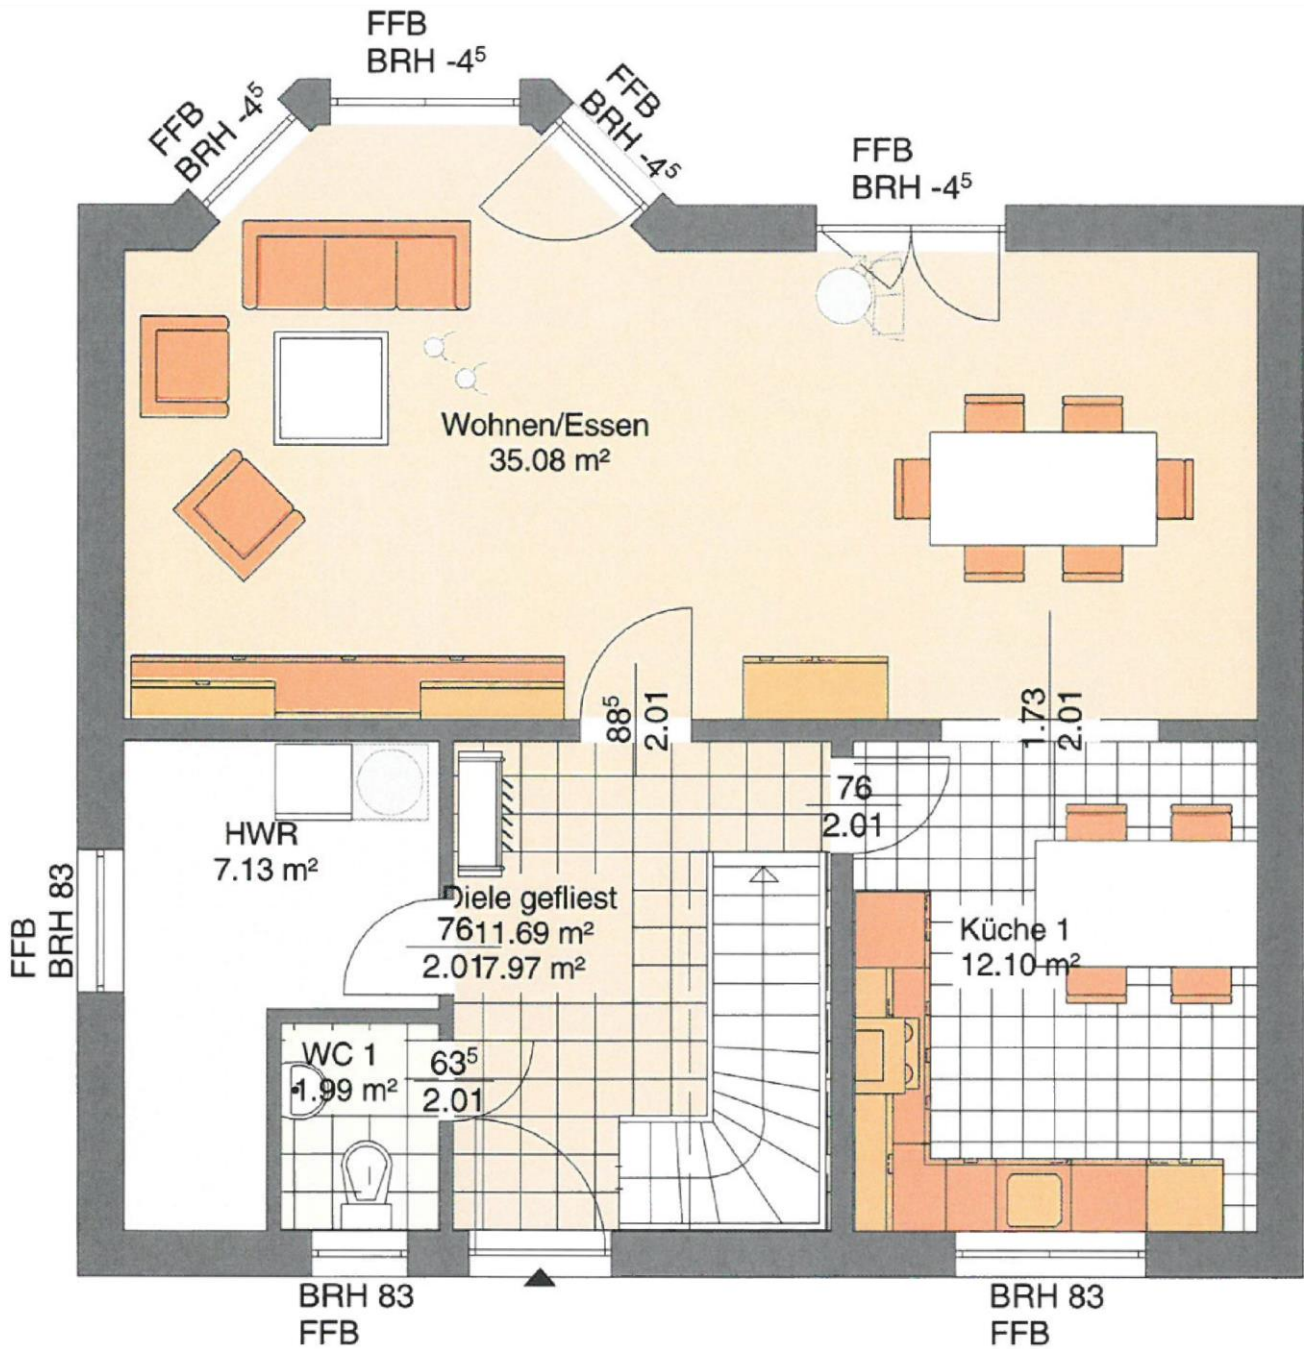 FFB
BRH -4⁵
FFB
BRH -4⁵
FFB
BRH -4⁵
FFB
BRH -4⁵
Wohnen/Essen
35.08 m²
88⁵
2.01
1.73
2.01
76
2.01
HWR
7.13 m²
FFB
BRH 83
Diele gefliest
76
11.69 m²
2.01
7.97 m²
Küche 1
12.10 m²
WC 1
1.99 m²
63⁵
2.01
BRH 83
FFB
BRH 83
FFB